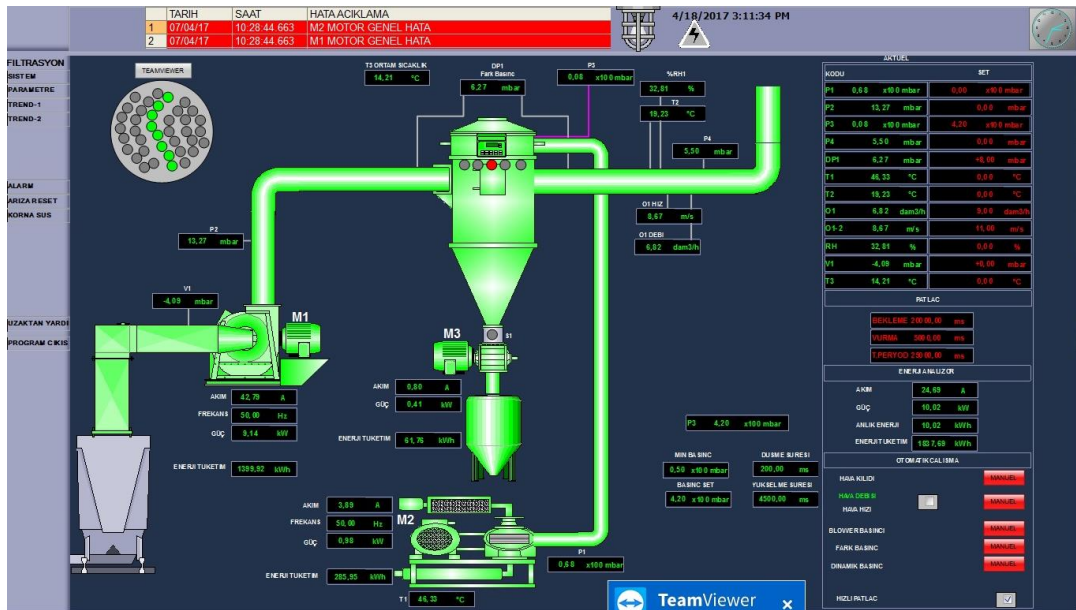 TARIH SAAT HATA ACIKLAMA
1 07/04/17 10:28:44.663 M2 MOTOR GENEL HATA
2 07/04/17 10:28:44.663 M1 MOTOR GENEL HATA
4/18/2017 3:11:34 PM
FILTRASYON
SISTEM
PARAMETRE
TREND-1
TREND-2
ALARM
ARIZA RESET
KORNA SUS
UZAKTAN YARDI
PROGRAM CIKIS
TEAMVIEWER
T3 ORTAM SICAKLIK
14,21 °C
DP1
Fark Basinc
6,27 mbar
P3
0,08 x100 mbar
%RH1
32,81 %
T2
19,23 °C
P4
5,50 mbar
O1 HIZ
8,67 m/s
O1 DEBI
6,82 dam3/h
P2
13,27 mbar
V1
-4,09 mbar
M1
AKIM 42,79 A
FREKANS 50,00 Hz
GÜÇ 9,14 kW
ENERJI TUKETIM 1399,92 kWh
M3
S1
AKIM 0,80 A
GÜÇ 0,41 kW
ENERJI TUKETIM 61,76 kWh
AKIM 3,89 A
FREKANS 50,00 Hz
M2
GÜÇ 0,98 kW
ENERJI TUKETIM 285,95 kWh
T1 46,33 °C
P1
0,68 x100 mbar
P3 4,20 x100 mbar
MIN BASINC
0,50 x100 mbar
DUSME SURESI
200,00 ms
BASINC SET
4,20 x100 mbar
YUKSELME SURESI
4500,00 ms
AKTUEL
KODU SET
P1 0,68 x100 mbar 0,00 x100 mbar
P2 13,27 mbar 0,00 mbar
P3 0,08 x100 mbar 4,20 x100 mbar
P4 5,50 mbar 0,00 mbar
DP1 6,27 mbar +0,00 mbar
T1 46,33 °C 0,00 °C
T2 19,23 °C 0,00 °C
O1 6,82 dam3/h 0,00 dam3/h
O1-2 8,67 m/s 11,00 m/s
RH 32,81 % 0,00 %
V1 -4,09 mbar +0,00 mbar
T3 14,21 °C 0,00 °C
PATLAC
BEKLEME 20000,00 ms
VURMA ms
T.PERYOD 25000,00 ms
ENERJI ANALIZOR
AKIM 24,69 A
GÜÇ 10,02 kW
ANLIK ENERJI 10,02 kWh
ENERJI TUKETIM 1837,69 kWh
OTOMATIK CALISMA
HAVA KILIDI MANUEL
HAVA DEBISI
HAVA HIZI MANUEL
BLOWER BASINCI MANUEL
FARK BASINC MANUEL
DINAMIK BASINC MANUEL
HIZLI PATLAC
TeamViewer ×